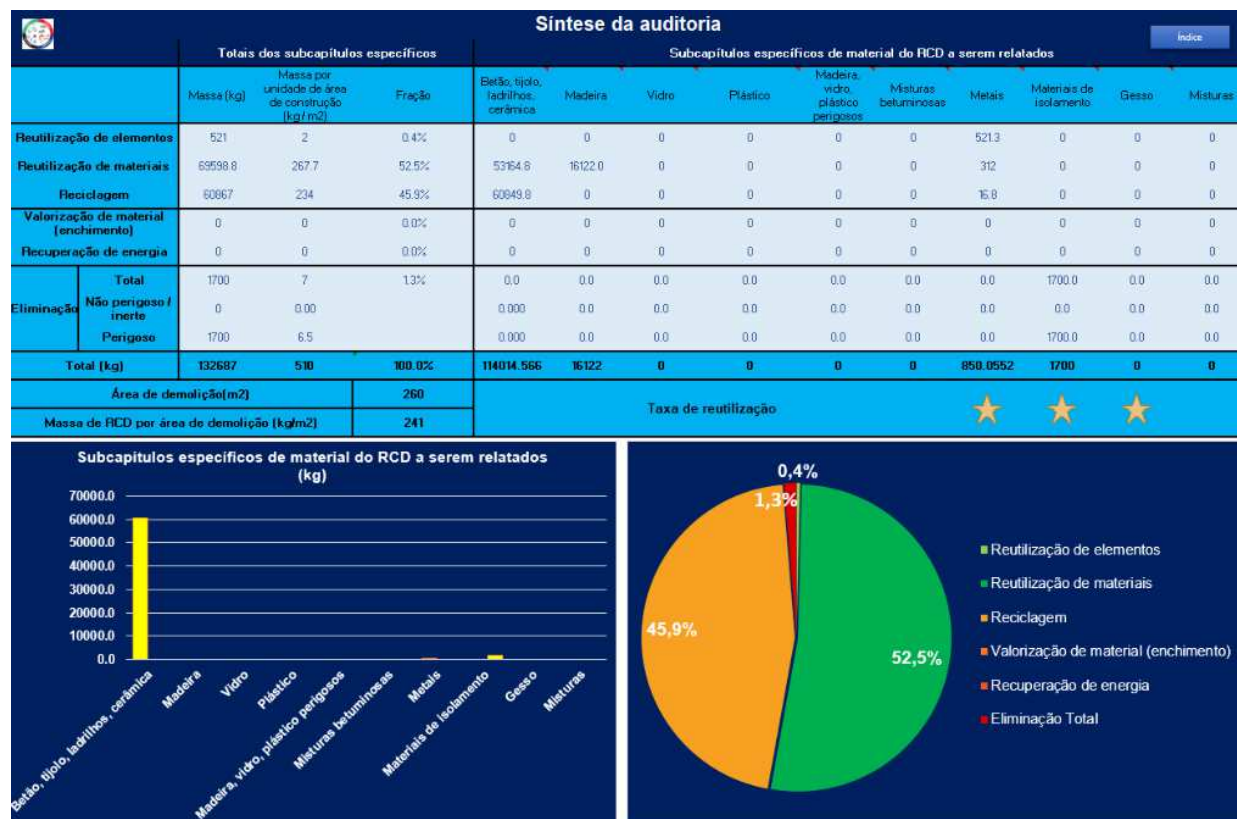 Síntese da auditoria
Índice
Totais dos subcapítulos específicos
Subcapítulos específicos de material do RCD a serem relatados
Massa (kg)
Massa por
unidade de área
de construção
(kg / m2)
Fração
Betão, tijolo,
ladrilhos,
cerâmica
Madeira
Vidro
Plástico
Madeira,
vidro,
plástico
perigosos
Misturas
betuminosas
Metais
Materiais de
isolamento
Gesso
Misturas
Reutilização de elementos 521 2 0.4% 0 0 0 0 0 0 521.3 0 0 0
Reutilização de materiais 69598.8 267.7 52.5% 53164.8 16122.0 0 0 0 0 312 0 0 0
Reciclagem 60867 234 45.9% 60849.8 0 0 0 0 0 16.8 0 0 0
Valorização de material
(enchimento)
0 0 0.0% 0 0 0 0 0 0 0 0 0 0
Recuperação de energia 0 0 0.0% 0 0 0 0 0 0 0 0 0 0
Eliminação
Total 1700 7 1.3% 0.0 0.0 0.0 0.0 0.0 0.0 0.0 1700.0 0.0 0.0
Não perigoso /
inerte
0 0.00 0.000 0.0 0.0 0.0 0.0 0.0 0.0 0.0 0.0 0.0
Perigoso 1700 6.5 0.000 0.0 0.0 0.0 0.0 0.0 0.0 1700.0 0.0 0.0
Total (kg) 132687 510 100.0% 114014.566 16122 0 0 0 0 850.0552 1700 0 0
Área de demolição(m2) 260
Massa de RCD por área de demolição (kg/m2) 241
Taxa de reutilização
Subcapítulos específicos de material do RCD a serem relatados
(kg)
70000.0
60000.0
50000.0
40000.0
30000.0
20000.0
10000.0
0.0
Betão, tijolo, ladrilhos, cerâmica
Madeira
Vidro
Plástico
Madeira, vidro, plástico perigosos
Misturas betuminosas
Metais
Materiais de isolamento
Gesso
Misturas
0,4%
1,3%
45,9%
52,5%
Reutilização de elementos
Reutilização de materiais
Reciclagem
Valorização de material (enchimento)
Recuperação de energia
Eliminação Total